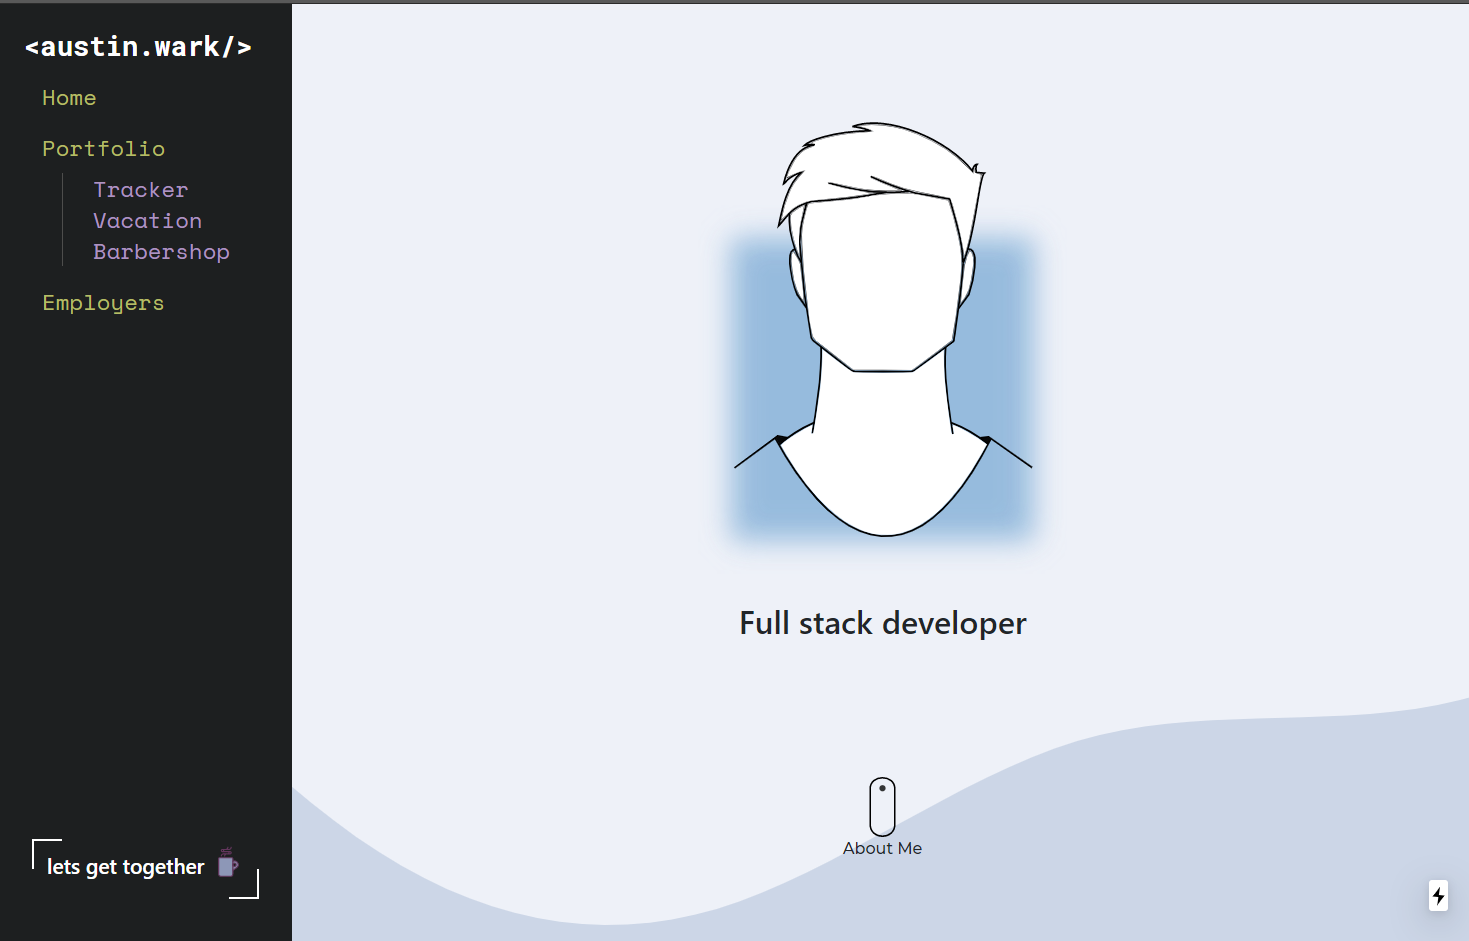 <austin.wark/>
Home
Portfolio
Tracker
Vacation
Barbershop
Employers
lets get together
Full stack developer
About Me